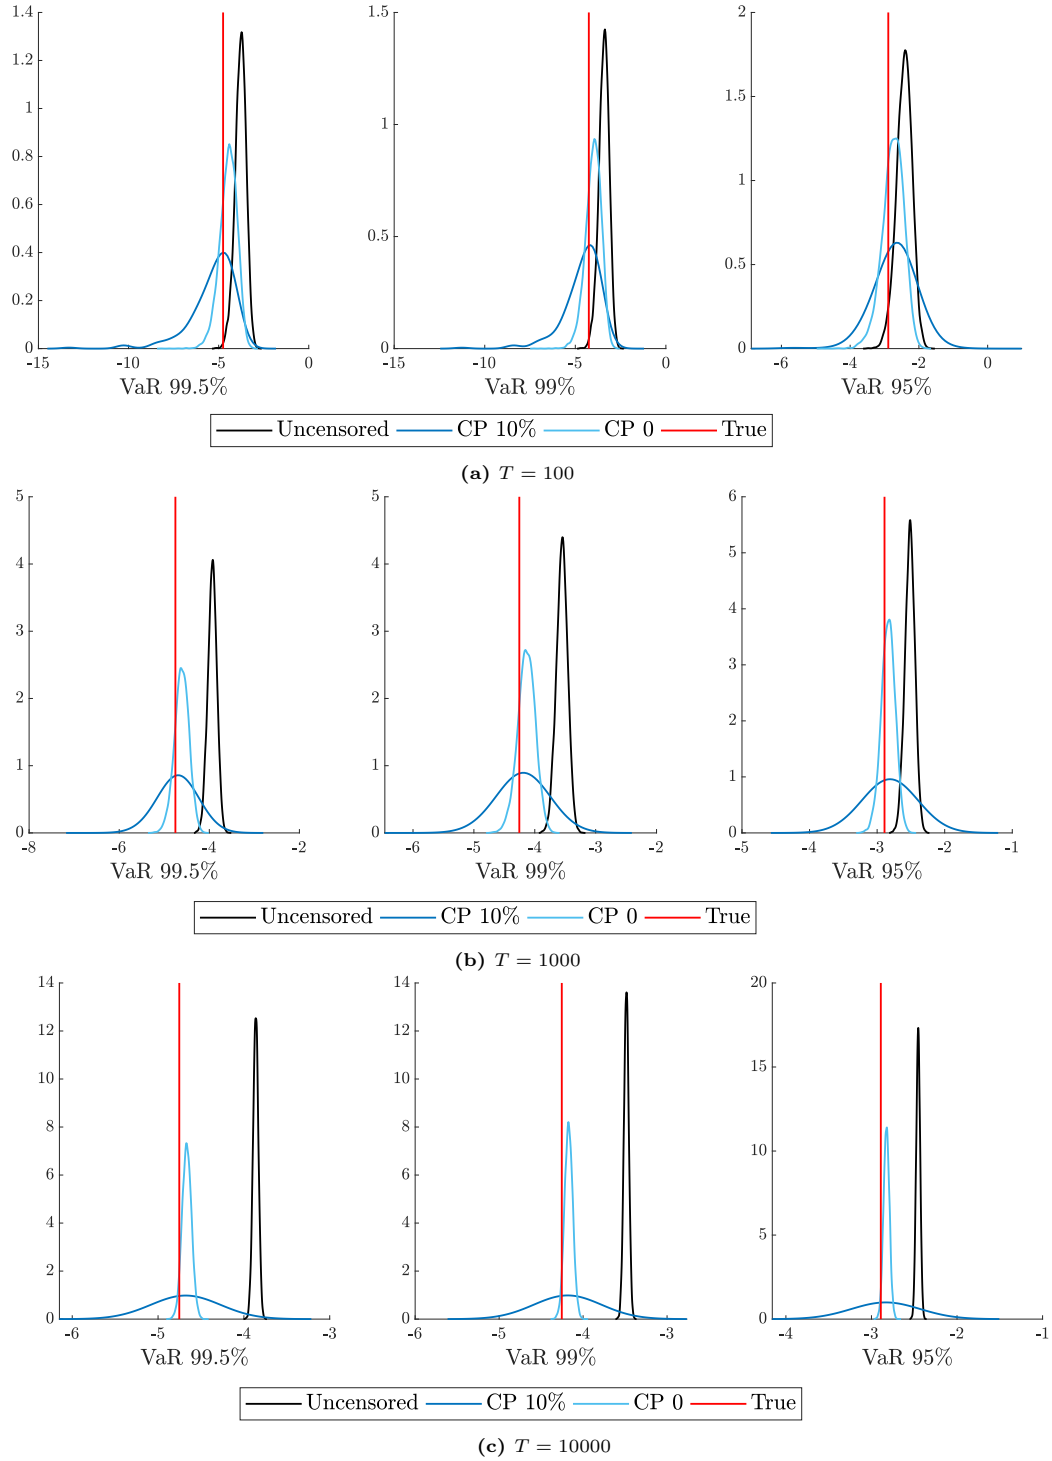 1.4
1.2
1
0.8
0.6
0.4
0.2
0
-15 -10 -5 0
VaR 99.5%
1.5
1
0.5
0
-15 -10 -5 0
VaR 99%
2
1.5
1
0.5
0
-6 -4 -2 0
VaR 95%
Uncensored CP 10% CP 0 True
(a) T = 100
5
4
3
2
1
0
-8 -6 -4 -2
VaR 99.5%
5
4
3
2
1
0
-6 -5 -4 -3 -2
VaR 99%
6
5
4
3
2
1
0
-5 -4 -3 -2 -1
VaR 95%
Uncensored CP 10% CP 0 True
(b) T = 1000
14
12
10
8
6
4
2
0
-6 -5 -4 -3
VaR 99.5%
14
12
10
8
6
4
2
0
-6 -5 -4 -3
VaR 99%
20
15
10
5
0
-4 -3 -2 -1
VaR 95%
Uncensored CP 10% CP 0 True
(c) T = 10000